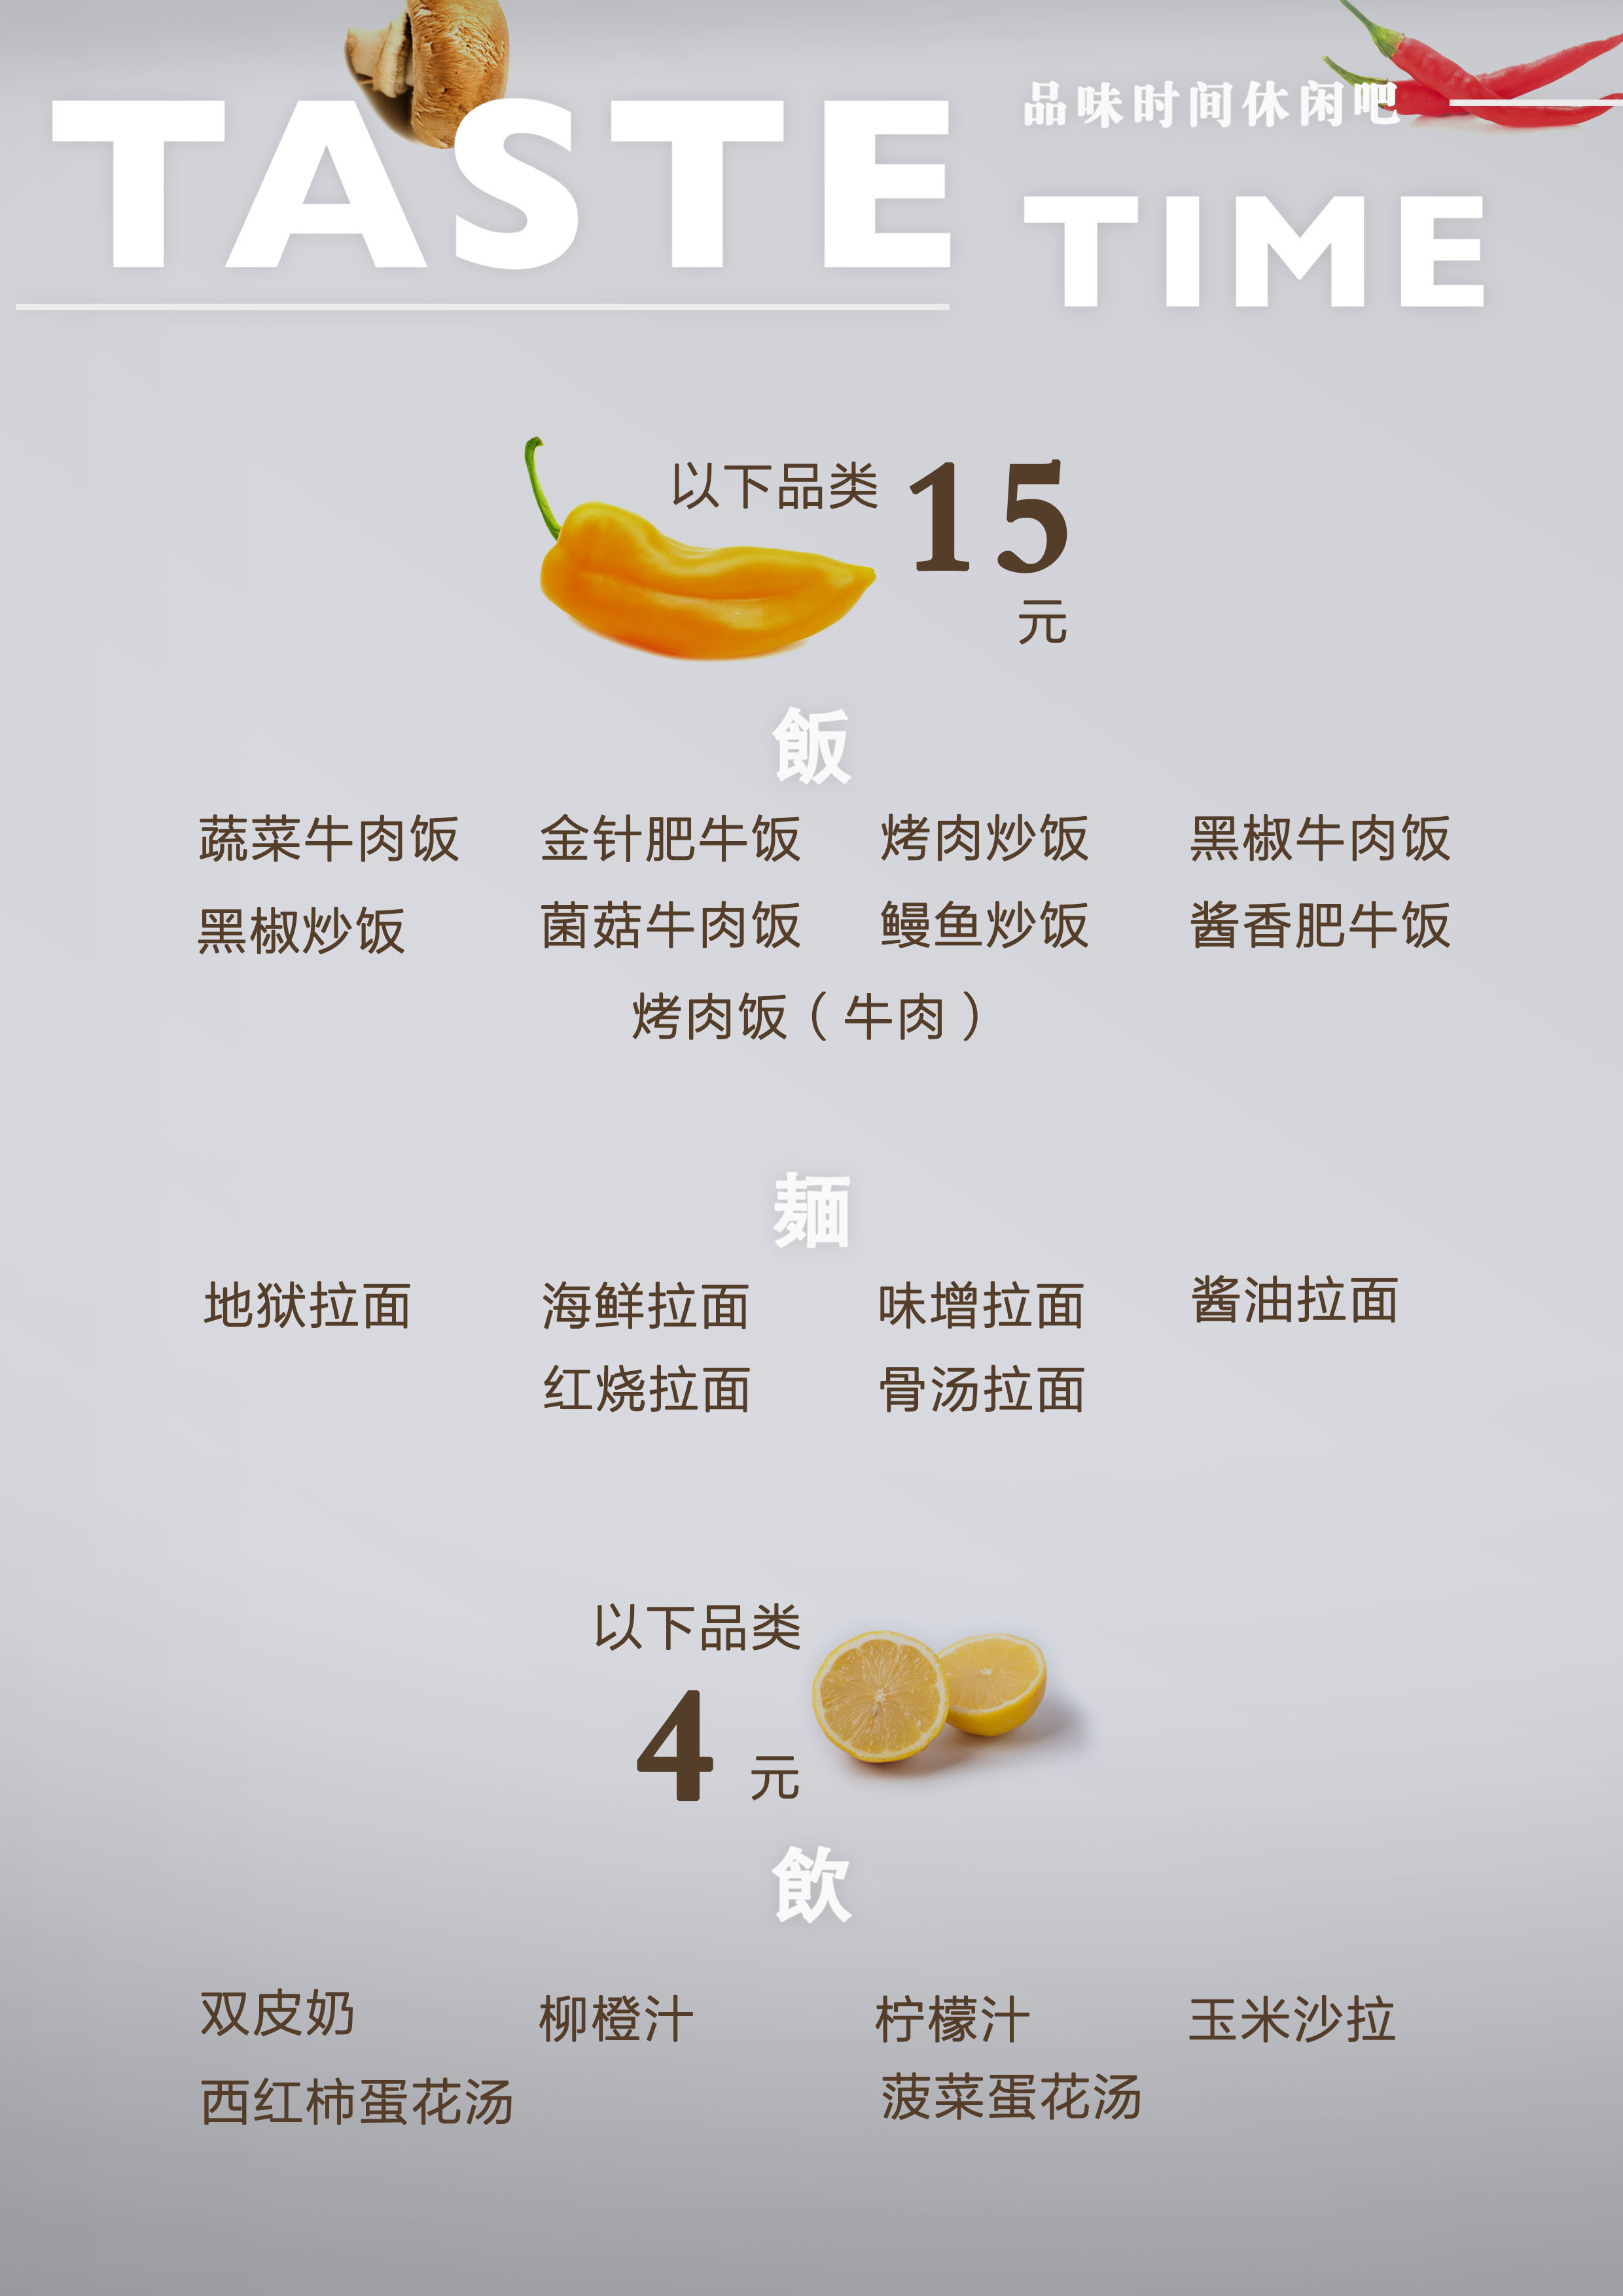 TASTE
品味时间休闲吧
TIME
以下品类 15
元
飯
蔬菜牛肉饭 金针肥牛饭 烤肉炒饭 黑椒牛肉饭
黑椒炒饭 菌菇牛肉饭 鳗鱼炒饭 酱香肥牛饭
烤肉饭（牛肉）
麺
地狱拉面 海鲜拉面 味增拉面 酱油拉面
红烧拉面 骨汤拉面
以下品类
4 元
飲
双皮奶 柳橙汁 柠檬汁 玉米沙拉
西红柿蛋花汤 菠菜蛋花汤